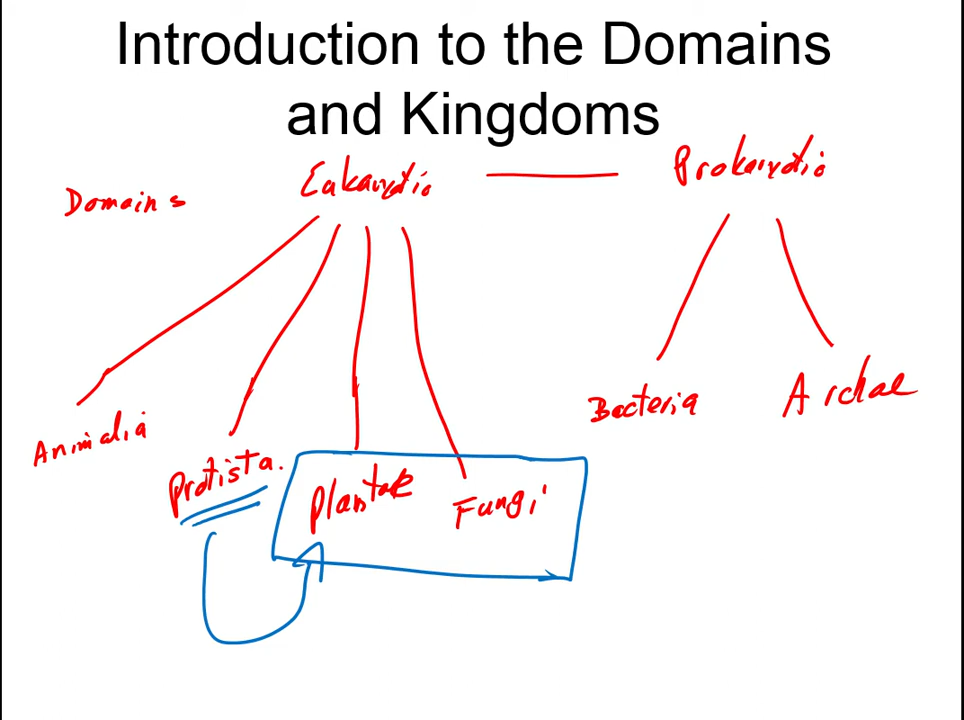 Introduction to the Domains
and Kingdoms
Domains Eukaryotic Prokaryotic
Animalia Protista. Plantae Fungi Bacteria Archae